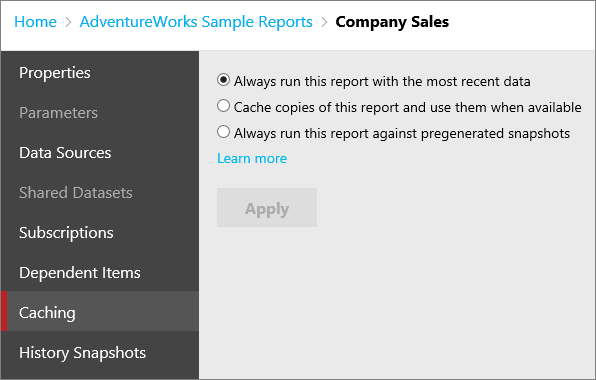 Home > AdventureWorks Sample Reports > Company Sales
Properties
Parameters
Data Sources
Shared Datasets
Subscriptions
Dependent Items
Caching
History Snapshots
Always run this report with the most recent data
Cache copies of this report and use them when available
Always run this report against pregenerated snapshots
Learn more
Apply